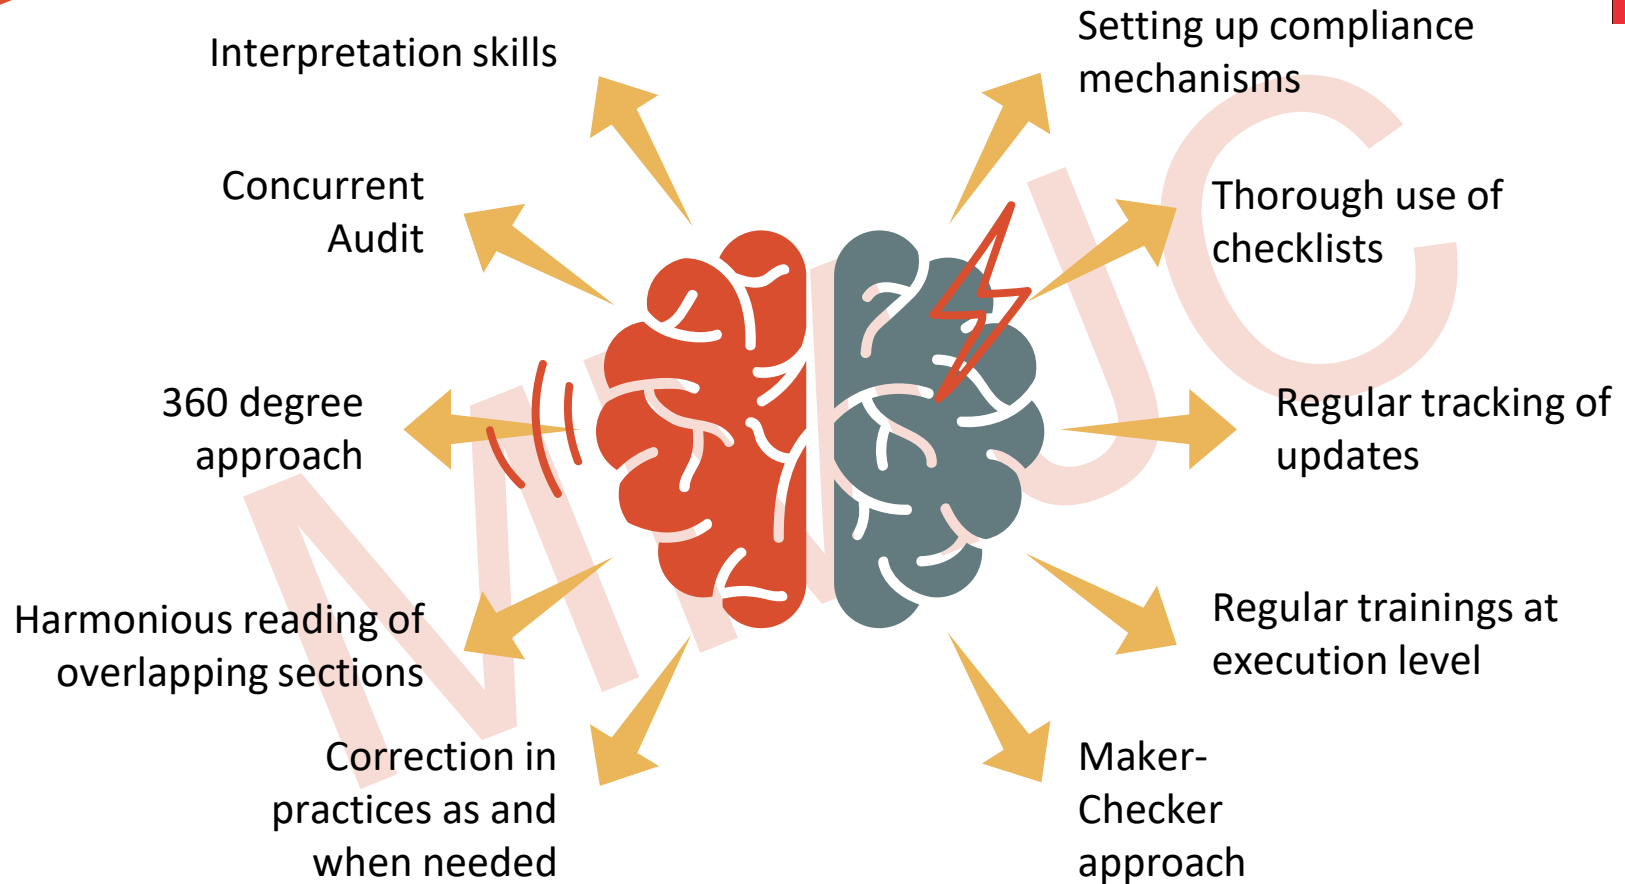 Interpretation skills
Concurrent
Audit
360 degree
approach
Harmonious reading of
overlapping sections
Correction in
practices as and
when needed
Setting up compliance
mechanisms
Thorough use of
checklists
Regular tracking of
updates
Regular trainings at
execution level
Maker-
Checker
approach